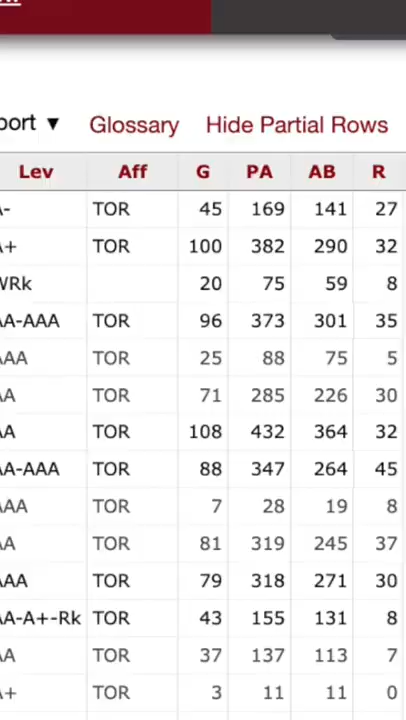 port ▼ Glossary Hide Partial Rows
Lev Aff G PA AB R
A- TOR 45 169 141 27
A+ TOR 100 382 290 32
WRk 20 75 59 8
AA-AAA TOR 96 373 301 35
AAA TOR 25 88 75 5
AA TOR 71 285 226 30
AA TOR 108 432 364 32
AA-AAA TOR 88 347 264 45
AAA TOR 7 28 19 8
AA TOR 81 319 245 37
AAA TOR 79 318 271 30
AA-A+-Rk TOR 43 155 131 8
AA TOR 37 137 113 7
A+ TOR 3 11 11 0